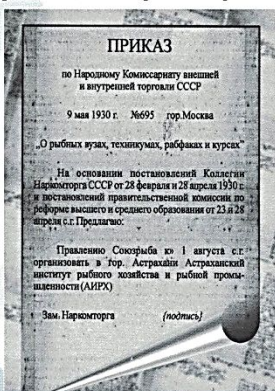 ПРИКАЗ
по Народному Комиссариату внешней
и внутренней торговли СССР
9 мая 1930 г. №695 гор.Москва
„О рыбных вузах, техникумах, рабфаках и курсах"
На основании постановлений Коллегии
Наркомторга СССР от 28 февраля и 28 апреля 1930 г.
и постановлений правительственной комиссии по
реформе высшего и среднего образования от 23 и 28
апреля с.г. Предлагаю:
Правлению Союзрыба к» 1 августа с.г.
организовать в гор. Астрахани Астраханский
институт рыбного хозяйства и рыбной промы-
шленности (АИРХ)
Зам. Наркомторга (подпись)